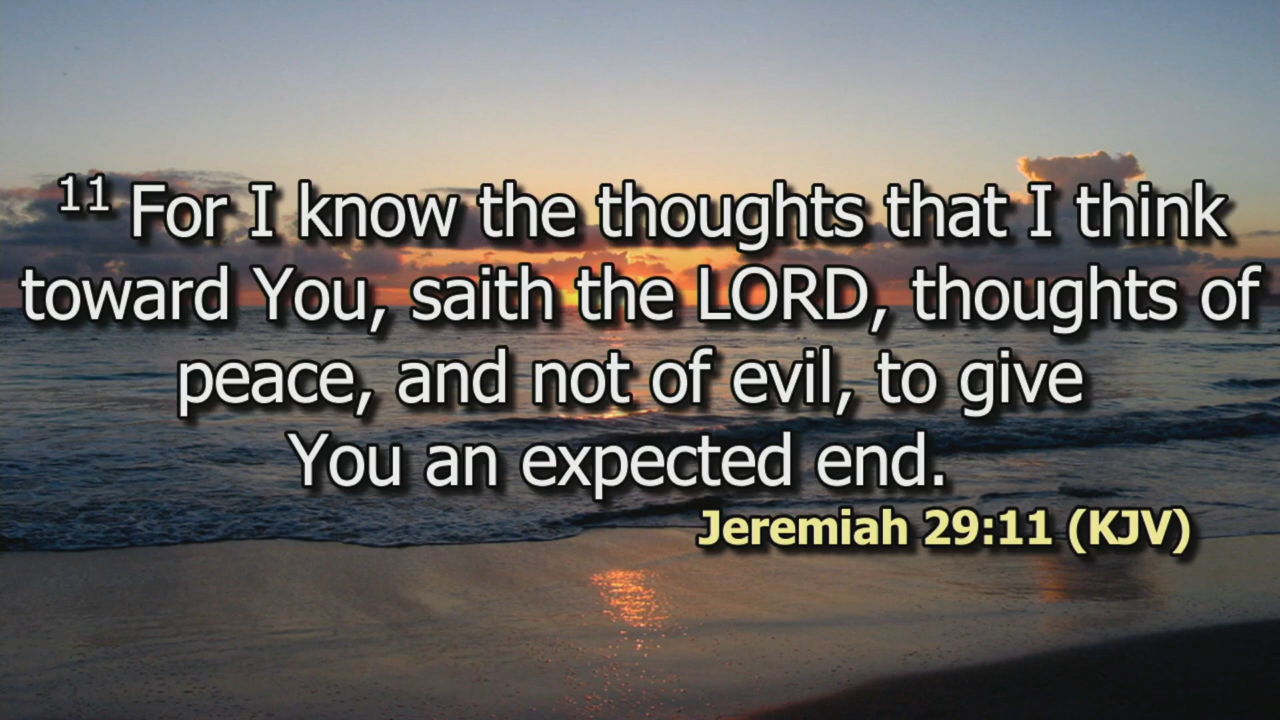 11 For I know the thoughts that I think
toward You, saith the LORD, thoughts of
peace, and not of evil, to give
You an expected end.
Jeremiah 29:11 (KJV)